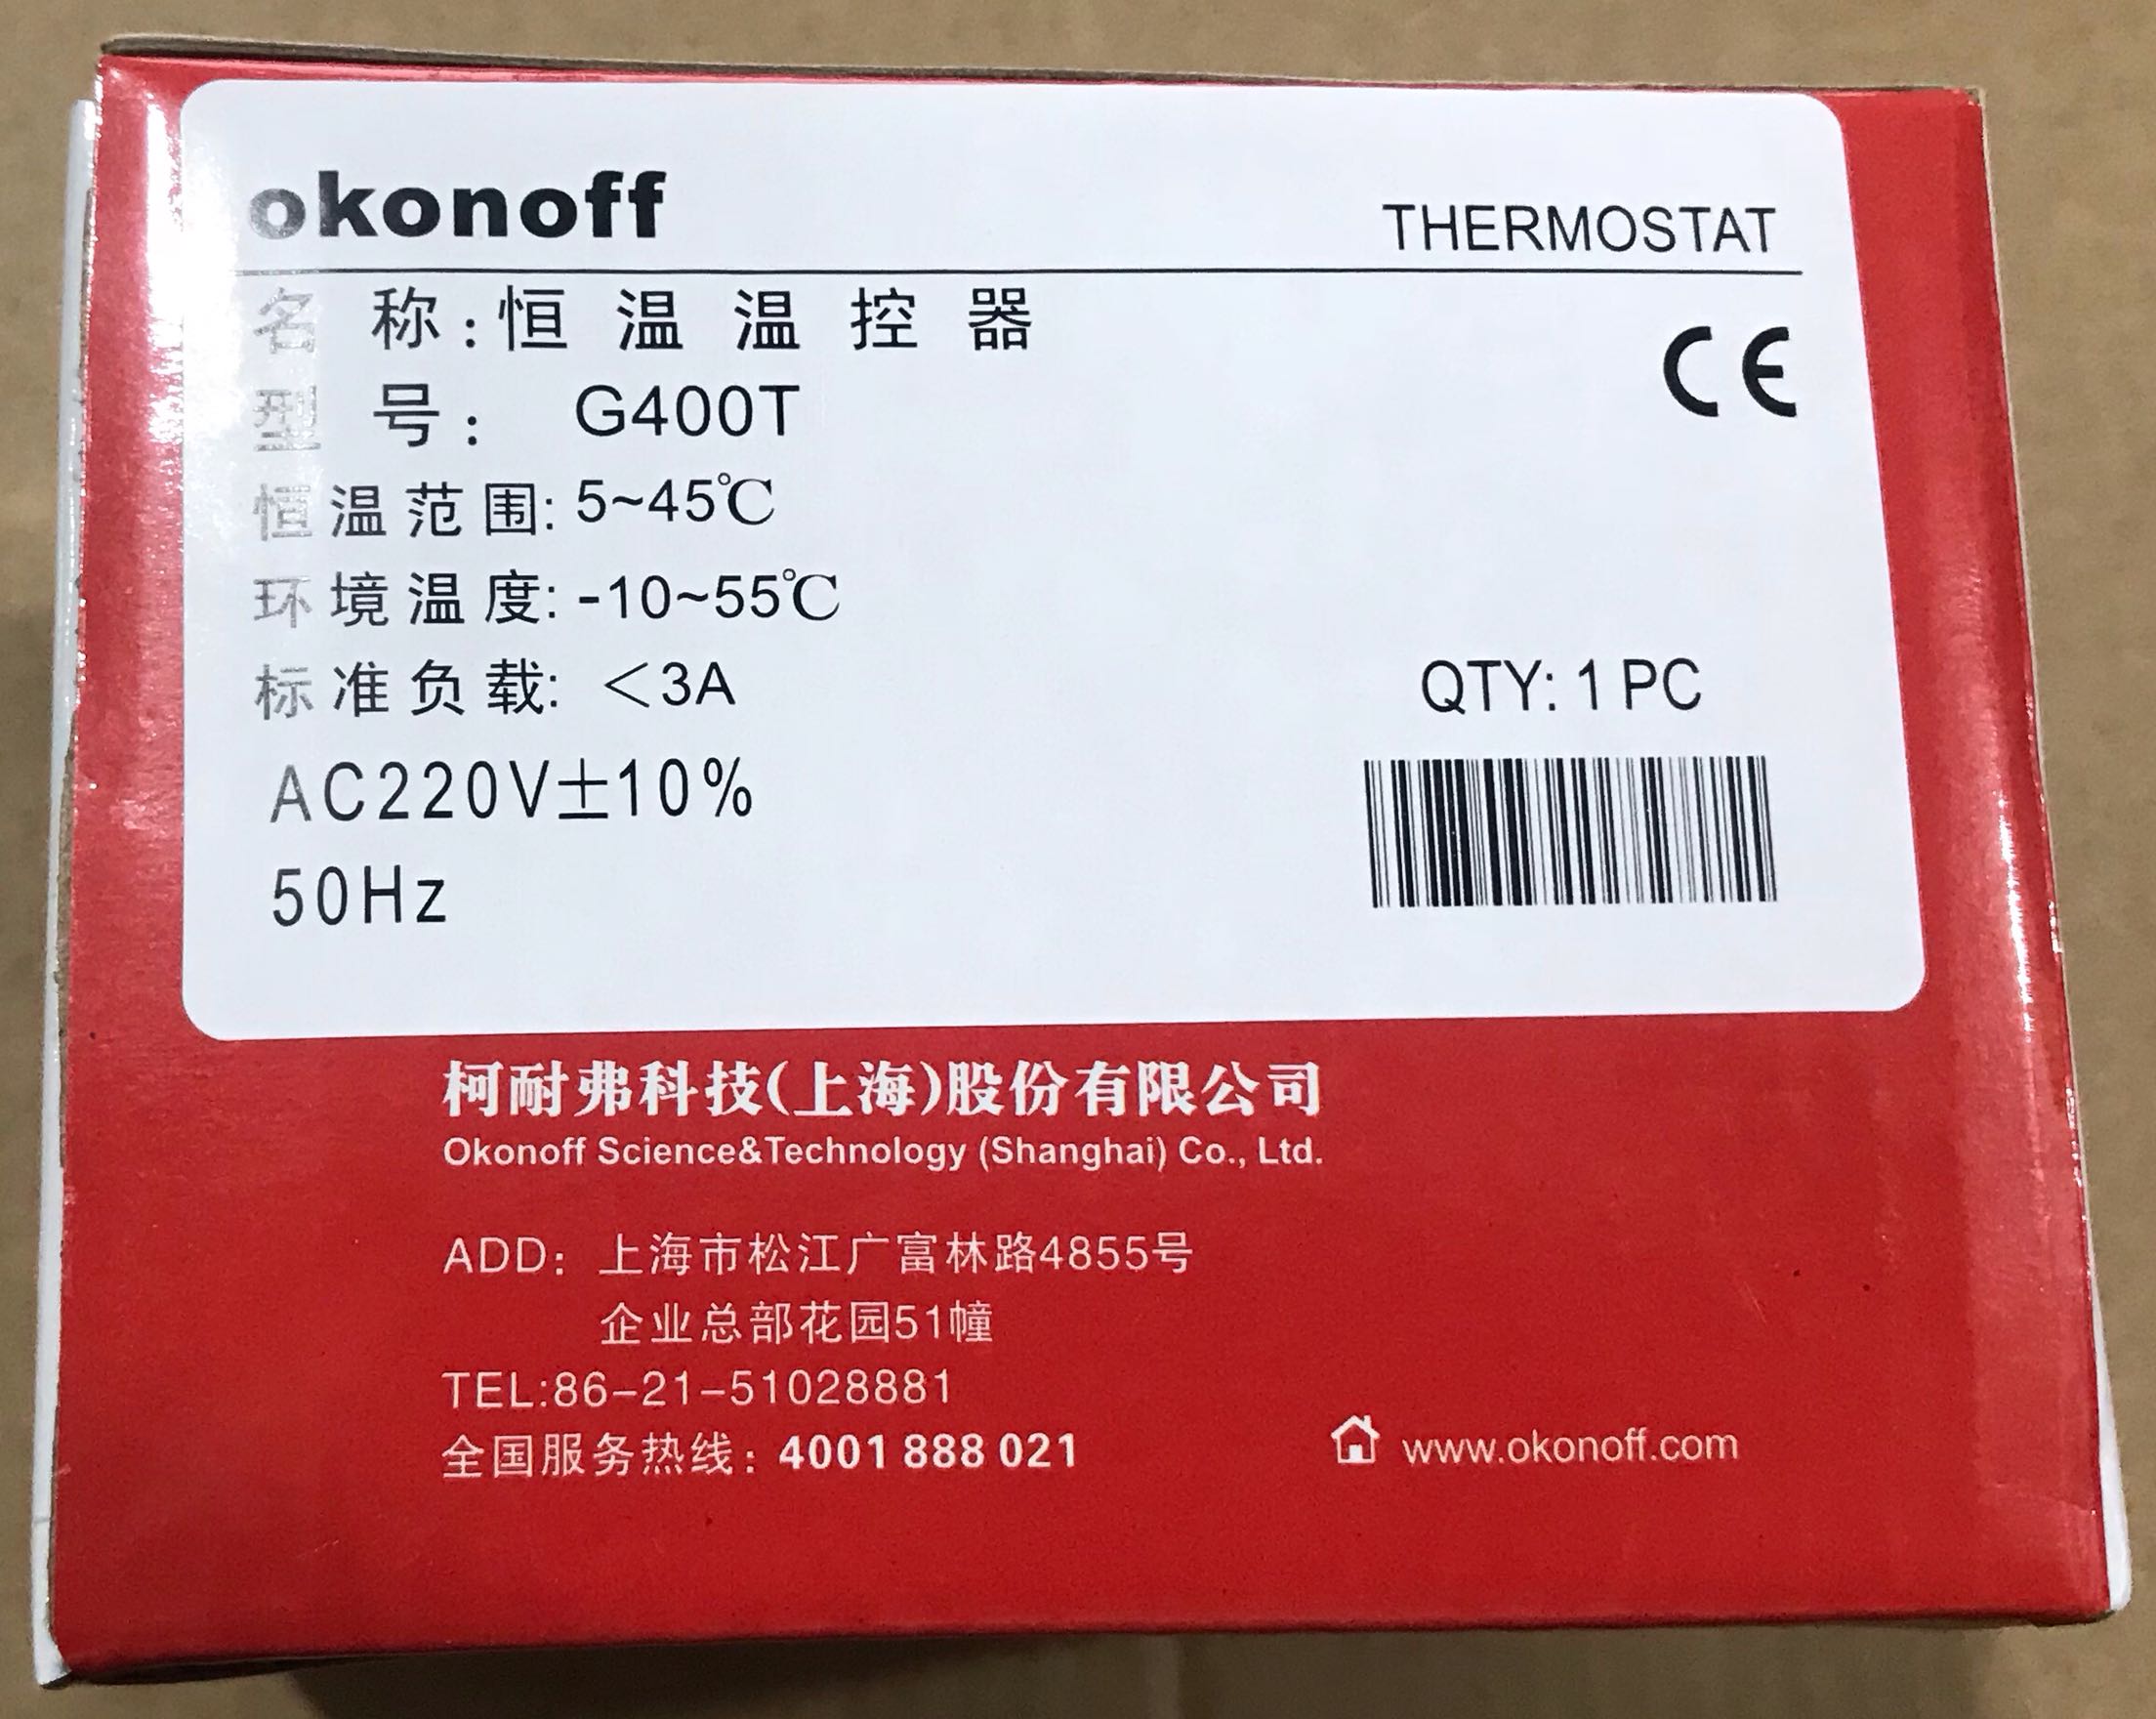 okonoff
THERMOSTAT
名 称:恒 温 温 控 器
CE
型 号: G400T
恒温范围: 5~45℃
环境温度: -10~55℃
标准负载: <3A
QTY: 1 PC
AC220V±10%
50Hz
柯耐弗科技(上海)股份有限公司
Okonoff Science&Technology (Shanghai) Co., Ltd.
ADD: 上海市松江广富林路4855号
企业总部花园51幢
TEL:86-21-51028881
全国服务热线: 4001 888 021
www.okonoff.com